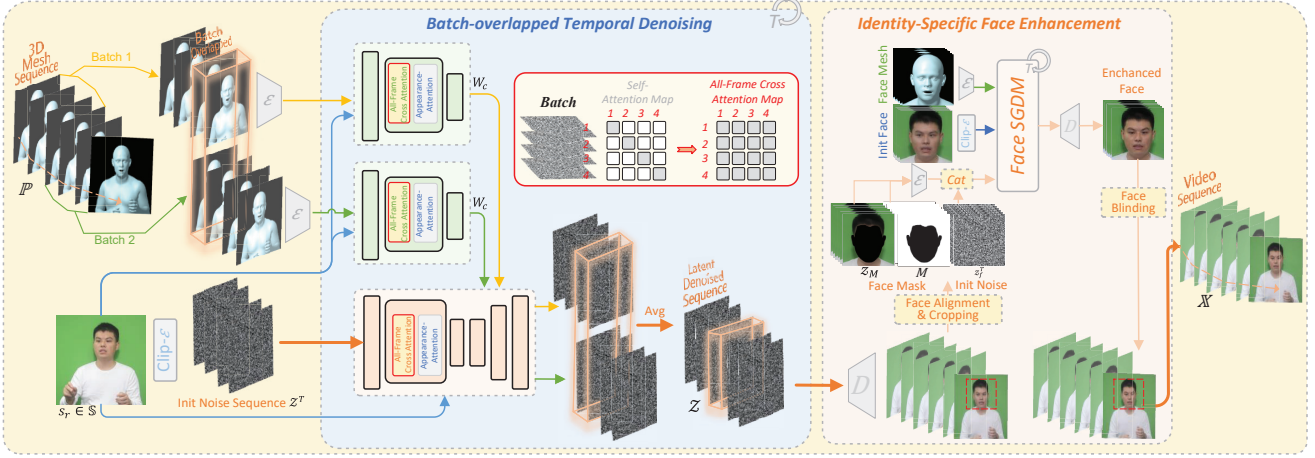 Batch-overlapped Temporal Denoising
T
Identity-Specific Face Enhancement
3D
Mesh
Sequence
Batch 1
Batch
Overlapped
ℙ
Batch 2
ℰ
ℰ
All-Frame
Cross Attention
Appearance-
Attention
W_c
All-Frame
Cross Attention
Appearance-
Attention
W_c
Batch
Self-
Attention Map
All-Frame Cross
Attention Map
1 2 3 4
1 2 3 4
1
2
3
4
1
2
3
4
s_r ∈ 𝕊
Clip-ℰ
Init Noise Sequence z^T
All-Frame
Cross Attention
Appearance-
Attention
Avg
Latent
Denoised
Sequence
z
Face Mesh
Init Face
ℰ
Clip-ℰ
Face SGDM
T
D
Enchanced
Face
ℰ
Cat
z_M
M
z_f^T
Face Mask
Init Noise
Face Alignment
& Cropping
Face
Blinding
D
Video
Sequence
𝕏